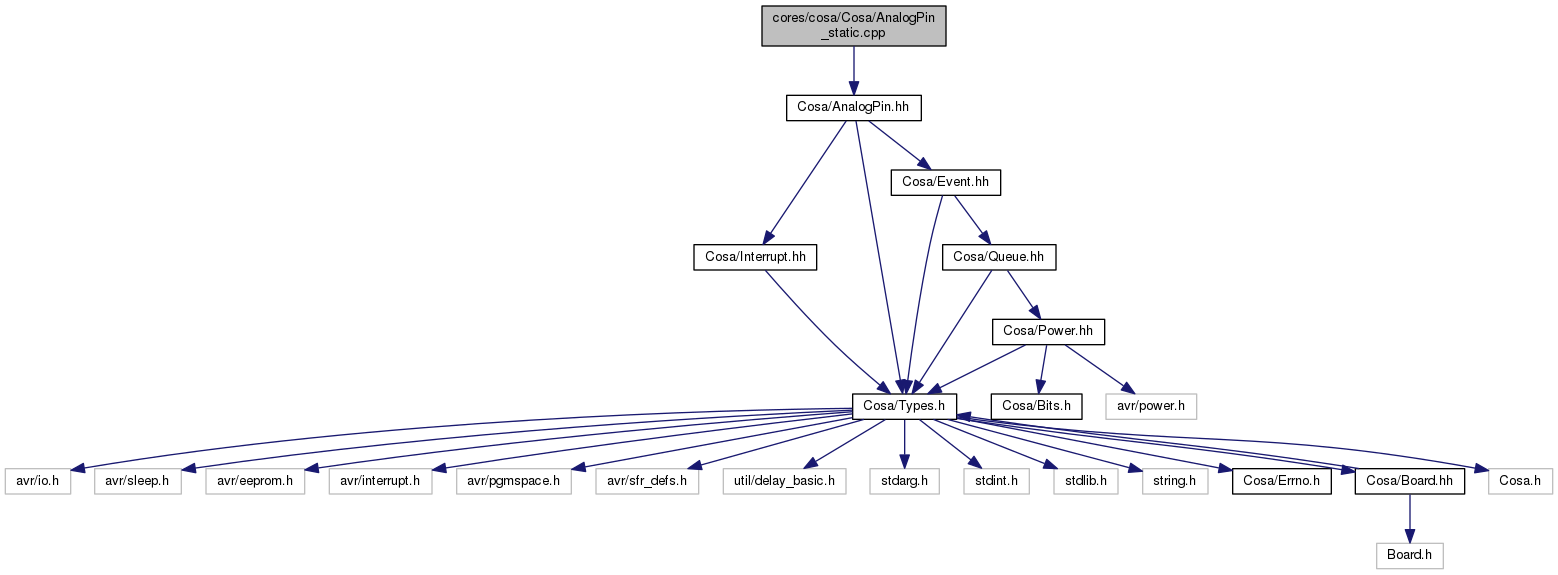 cores/cosa/Cosa/AnalogPin
_static.cpp
Cosa/AnalogPin.hh
Cosa/Event.hh
Cosa/Interrupt.hh
Cosa/Queue.hh
Cosa/Power.hh
Cosa/Types.h
Cosa/Bits.h
avr/power.h
avr/io.h
avr/sleep.h
avr/eeprom.h
avr/interrupt.h
avr/pgmspace.h
avr/sfr_defs.h
util/delay_basic.h
stdarg.h
stdint.h
stdlib.h
string.h
Cosa/Errno.h
Cosa/Board.hh
Cosa.h
Board.h